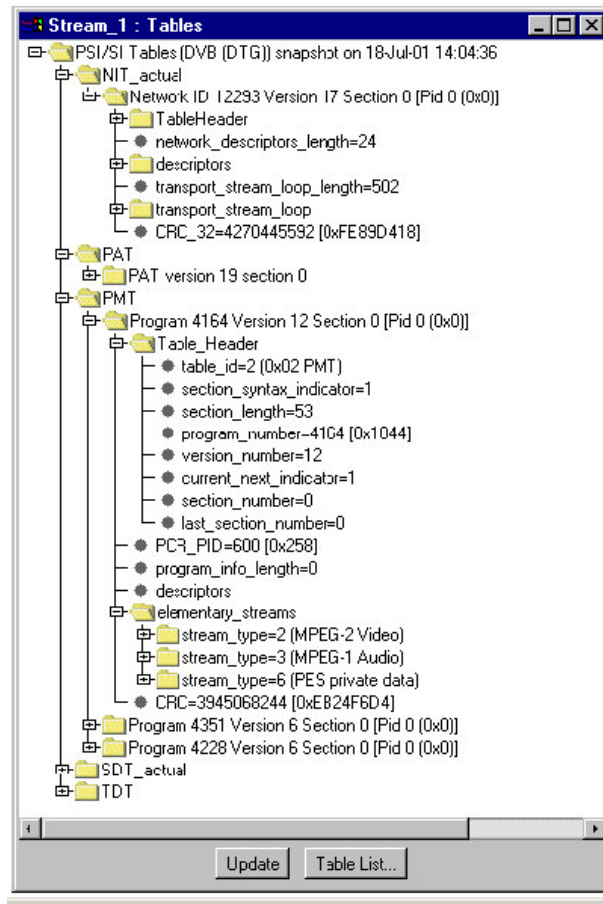 Stream_1 : Tables
PSI/SI Tables (DVB (DTG)) snapshot on 18-Jul-01 14:04:36
NIT_actual
Network ID 12293 Version 17 Section 0 [Pid 0 (0x0)]
TableHeader
network_descriptors_length=24
descriptors
transport_stream_loop_length=502
transport_stream_loop
CRC_32=4270445592 [0xFE89D418]
PAT
PAT version 19 section 0
PMT
Program 4164 Version 12 Section 0 [Pid 0 (0x0)]
Table_Header
table_id=2 (0x02 PMT)
section_syntax_indicator=1
section_length=53
program_number=4164 [0x1044]
version_number=12
current_next_indicator=1
section_number=0
last_section_number=0
PCR_PID=600 [0x258]
program_info_length=0
descriptors
elementary_streams
stream_type=2 (MPEG-2 Video)
stream_type=3 (MPEG-1 Audio)
stream_type=6 (PES private data)
CRC=3945068244 [0xEB24F6D4]
Program 4351 Version 6 Section 0 [Pid 0 (0x0)]
Program 4228 Version 6 Section 0 [Pid 0 (0x0)]
SDT_actual
TDT
Update Table List...